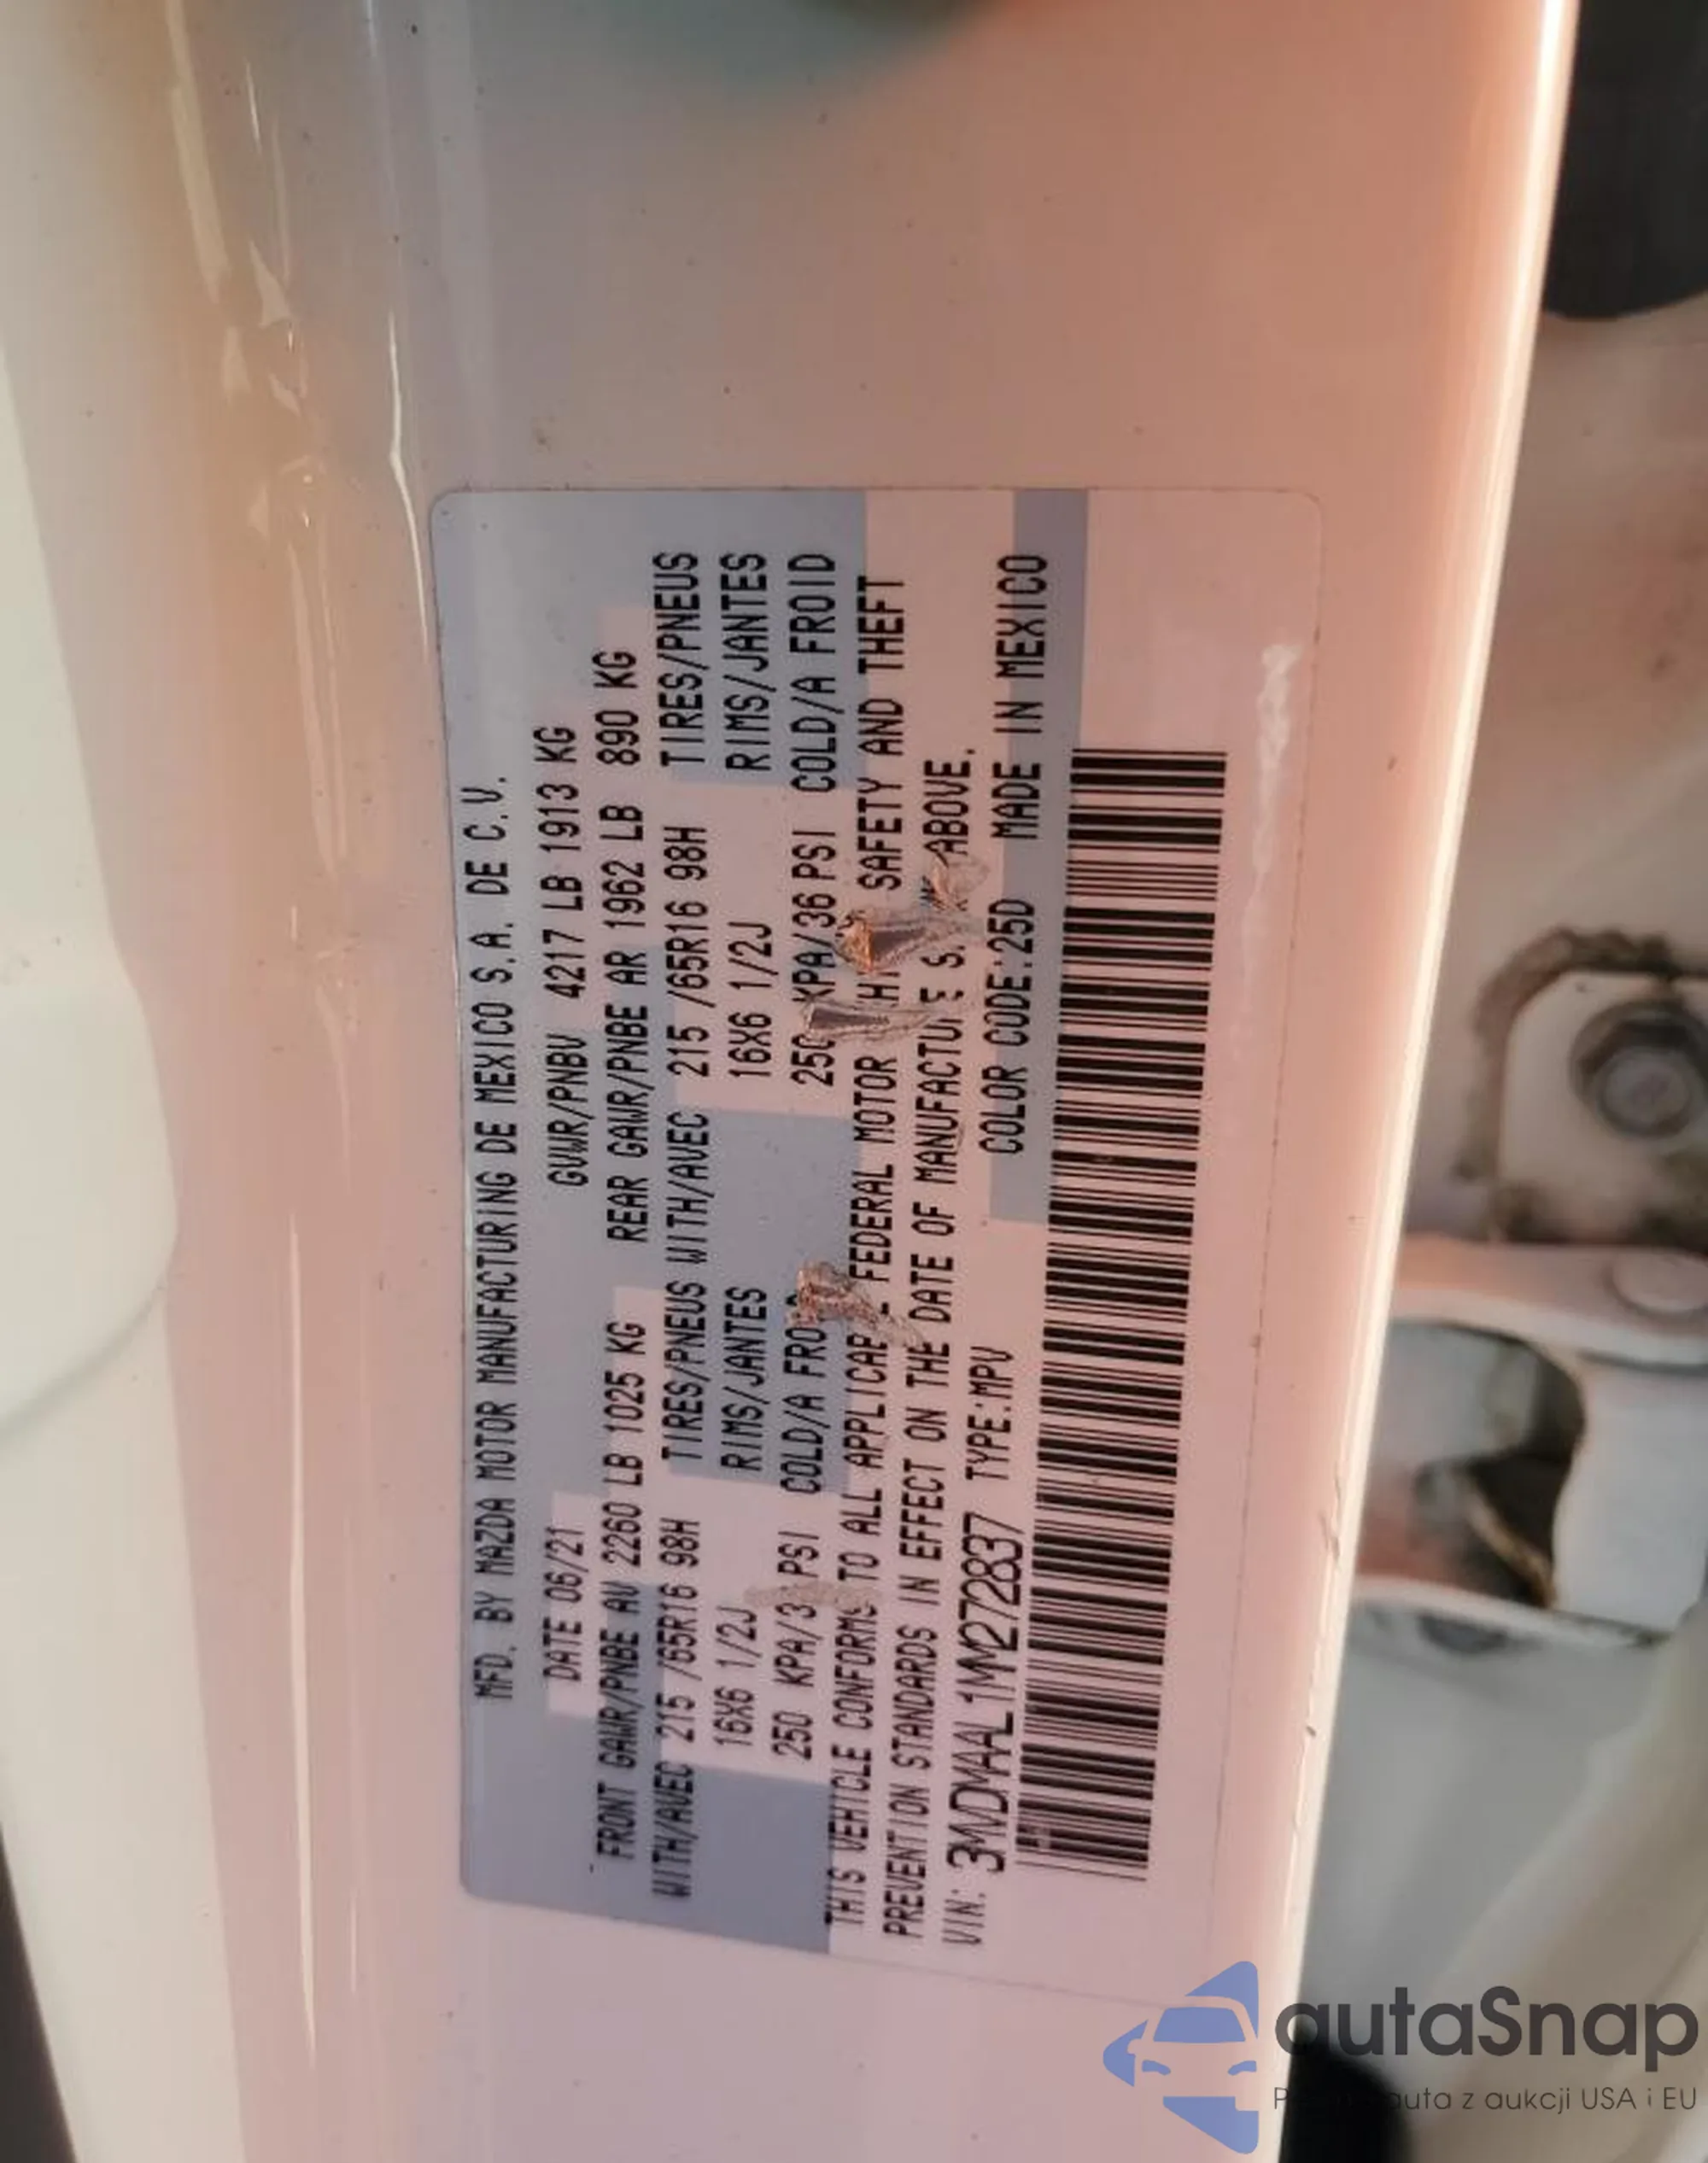 MFD. BY MAZDA MOTOR MANUFACTURING DE MEXICO S.A. DE C.V.
DATE 06/21 GVWR/PNBV 4217 LB 1913 KG
FRONT GAWR/PNBE AV 2260 LB 1025 KG REAR GAWR/PNBE AR 1962 LB 890 KG
WITH/AVEC 215 /65R16 98H TIRES/PNEUS WITH/AVEC 215 /65R16 98H TIRES/PNEUS
16X6 1/2J RIMS/JANTES 16X6 1/2J RIMS/JANTES
250 KPA/3 PSI COLD/A 250 KPA/36 PSI COLD/A FROID
THIS VEHICLE CONFORMS TO ALL FEDERAL MOTOR SAFETY AND THEFT
PREVENTION STANDARDS IN EFFECT ON THE DATE OF MANUFACTURE ABOVE.
VIN: 3MVDMAAL1MM272837 TYPE:MPV COLOR CODE:25D MADE IN MEXICO
autaSnap
auta z aukcji USA i EU